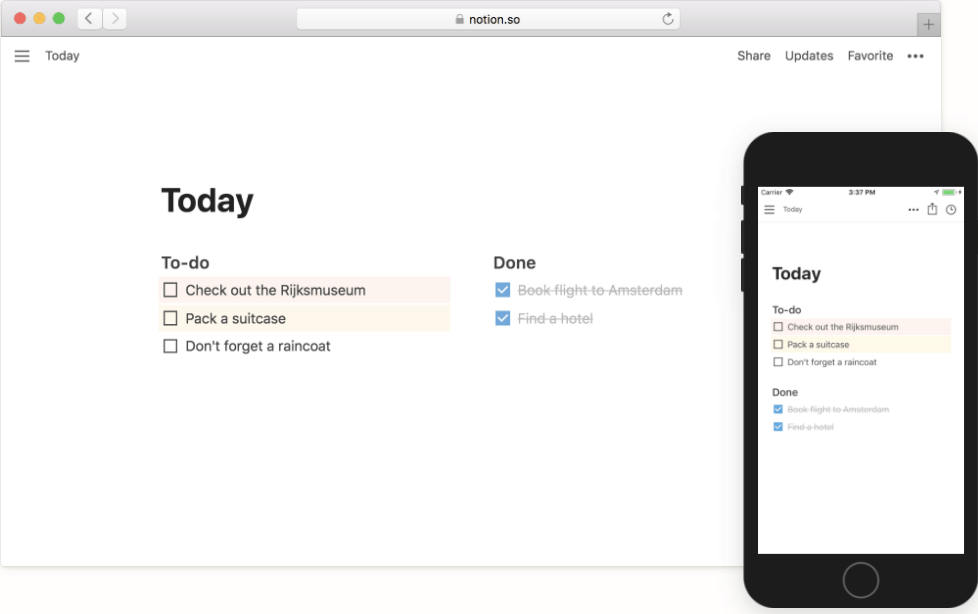 notion.so
Today
Share Updates Favorite •••
Today
To-do
Check out the Rijksmuseum
Pack a suitcase
Don't forget a raincoat
Done
Book flight to Amsterdam
Find a hotel
Carrier 3:37 PM
Today •••
Today
To-do
Check out the Rijksmuseum
Pack a suitcase
Don't forget a raincoat
Done
Book flight to Amsterdam
Find a hotel